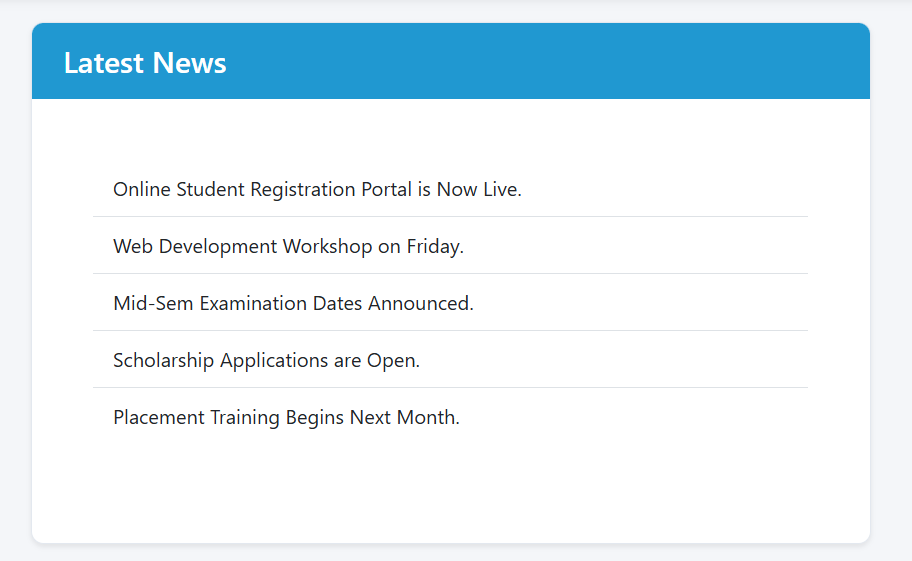 Latest News
Online Student Registration Portal is Now Live.
Web Development Workshop on Friday.
Mid-Sem Examination Dates Announced.
Scholarship Applications are Open.
Placement Training Begins Next Month.